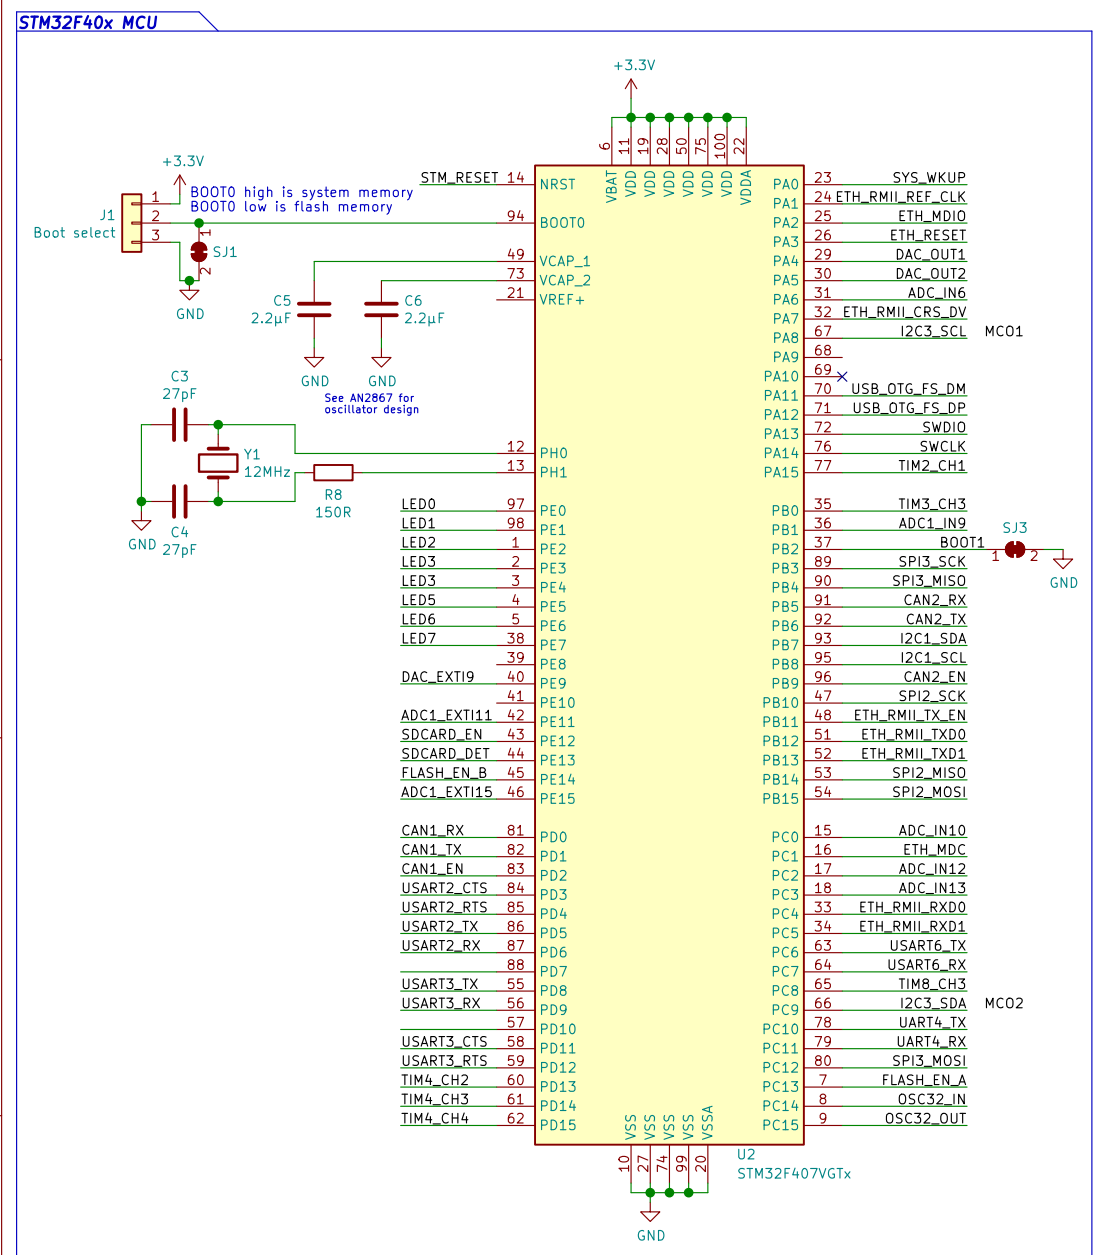 STM32F40x MCU
+3.3V
6
11
19
28
50
75
100
22
VBAT
VDD
VDD
VDD
VDD
VDD
VDD
VDDA
+3.3V
BOOT0 high is system memory
BOOT0 low is flash memory
J1
Boot select
1
2
3
1
2
SJ1
GND
STM_RESET 14 NRST
94 BOOT0
49 VCAP_1
73 VCAP_2
21 VREF+
C5
2.2µF
C6
2.2µF
GND
GND
See AN2867 for
oscillator design
C3
27pF
Y1
12MHz
C4
27pF
GND
R8
150R
12 PH0
13 PH1
LED0 97 PE0
LED1 98 PE1
LED2 1 PE2
LED3 2 PE3
LED3 3 PE4
LED5 4 PE5
LED6 5 PE6
LED7 38 PE7
39 PE8
DAC_EXTI9 40 PE9
41 PE10
ADC1_EXTI11 42 PE11
SDCARD_EN 43 PE12
SDCARD_DET 44 PE13
FLASH_EN_B 45 PE14
ADC1_EXTI15 46 PE15
CAN1_RX 81 PD0
CAN1_TX 82 PD1
CAN1_EN 83 PD2
USART2_CTS 84 PD3
USART2_RTS 85 PD4
USART2_TX 86 PD5
USART2_RX 87 PD6
88 PD7
USART3_TX 55 PD8
USART3_RX 56 PD9
57 PD10
USART3_CTS 58 PD11
USART3_RTS 59 PD12
TIM4_CH2 60 PD13
TIM4_CH3 61 PD14
TIM4_CH4 62 PD15
PA0 23 SYS_WKUP
PA1 24 ETH_RMII_REF_CLK
PA2 25 ETH_MDIO
PA3 26 ETH_RESET
PA4 29 DAC_OUT1
PA5 30 DAC_OUT2
PA6 31 ADC_IN6
PA7 32 ETH_RMII_CRS_DV
PA8 67 I2C3_SCL MCO1
PA9 68
PA10 69
PA11 70 USB_OTG_FS_DM
PA12 71 USB_OTG_FS_DP
PA13 72 SWDIO
PA14 76 SWCLK
PA15 77 TIM2_CH1
PB0 35 TIM3_CH3
PB1 36 ADC1_IN9
PB2 37 BOOT1
SJ3
1 2
GND
PB3 89 SPI3_SCK
PB4 90 SPI3_MISO
PB5 91 CAN2_RX
PB6 92 CAN2_TX
PB7 93 I2C1_SDA
PB8 95 I2C1_SCL
PB9 96 CAN2_EN
PB10 47 SPI2_SCK
PB11 48 ETH_RMII_TX_EN
PB12 51 ETH_RMII_TXD0
PB13 52 ETH_RMII_TXD1
PB14 53 SPI2_MISO
PB15 54 SPI2_MOSI
PC0 15 ADC_IN10
PC1 16 ETH_MDC
PC2 17 ADC_IN12
PC3 18 ADC_IN13
PC4 33 ETH_RMII_RXD0
PC5 34 ETH_RMII_RXD1
PC6 63 USART6_TX
PC7 64 USART6_RX
PC8 65 TIM8_CH3
PC9 66 I2C3_SDA MCO2
PC10 78 UART4_TX
PC11 79 UART4_RX
PC12 80 SPI3_MOSI
PC13 7 FLASH_EN_A
PC14 8 OSC32_IN
PC15 9 OSC32_OUT
VSS
VSS
VSS
VSS
VSSA
10
27
74
99
20
U2
STM32F407VGTx
GND